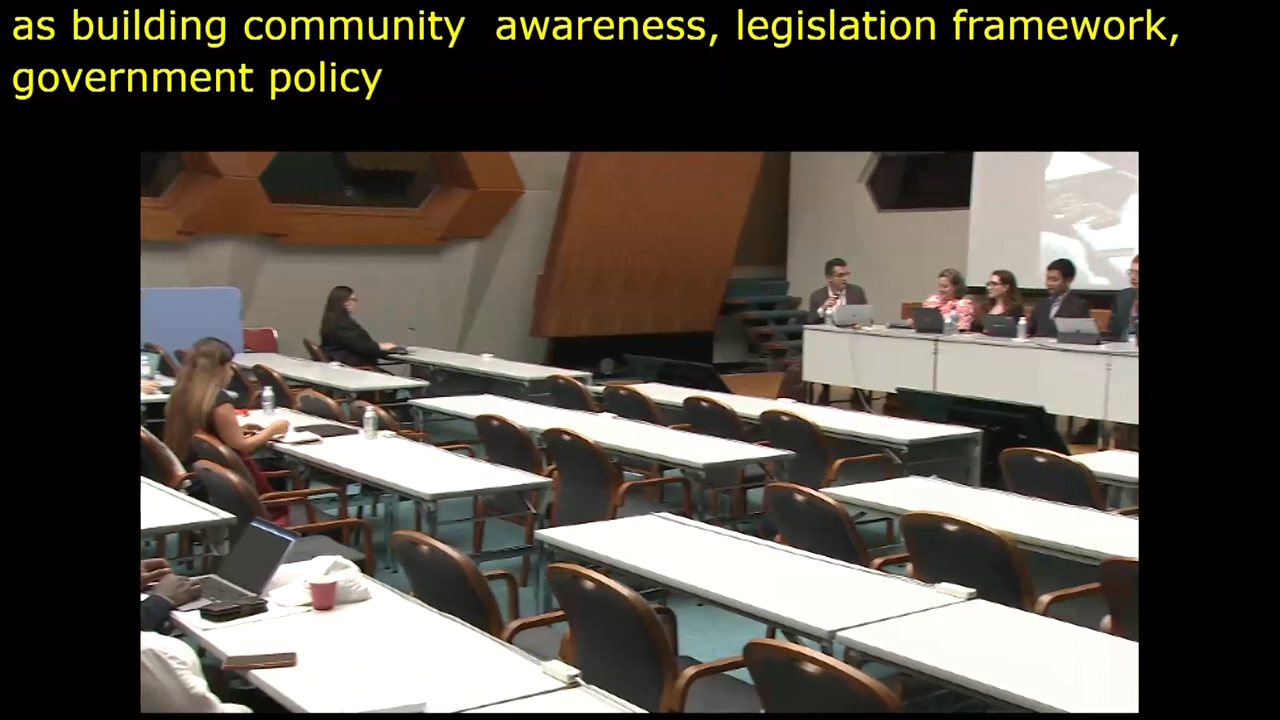 as building community  awareness, legislation framework,
government policy